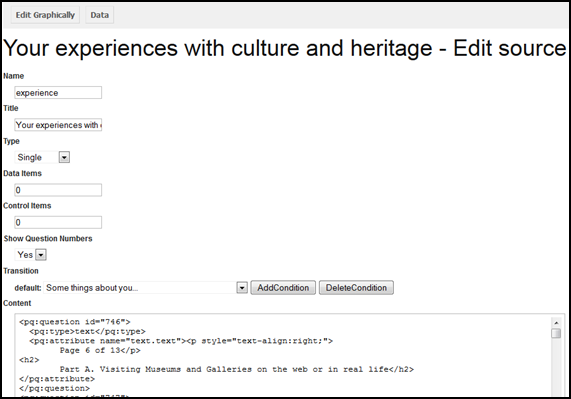 Edit Graphically Data
Your experiences with culture and heritage - Edit source
Name
experience
Title
Your experiences with
Type
Single
Data Items
0
Control Items
0
Show Question Numbers
Yes
Transition
default: Some things about you... AddCondition DeleteCondition
Content
<pq:question id="746">
<pq:type>text</pq:type>
<pq:attribute name="text.text"><p style="text-align:right;">
Page 6 of 13</p>
<h2>
Part A. Visiting Museums and Galleries on the web or in real life</h2>
</pq:attribute>
</pq:question>